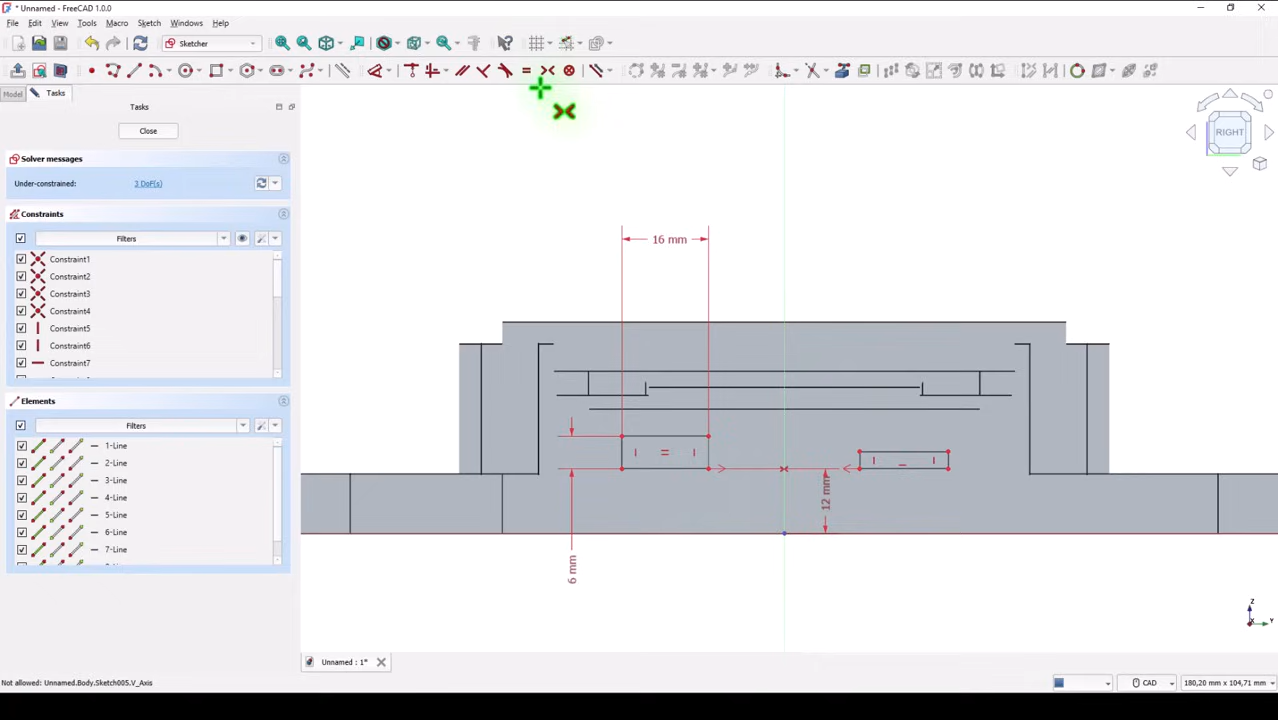 * Unnamed - FreeCAD 1.0.0
File Edit View Tools Macro Sketch Windows Help
Sketcher
Model Tasks
Tasks
Close
Solver messages
Under-constrained: 3 DoF(s)
Constraints
Filters
Constraint1
Constraint2
Constraint3
Constraint4
Constraint5
Constraint6
Constraint7
Elements
Filters
1-Line
2-Line
3-Line
4-Line
5-Line
6-Line
7-Line
RIGHT
16 mm
12 mm
6 mm
Z
X Y
Unnamed : 1*
Not allowed: Unnamed.Body.Sketch005.V_Axis
CAD
180,20 mm x 104,71 mm